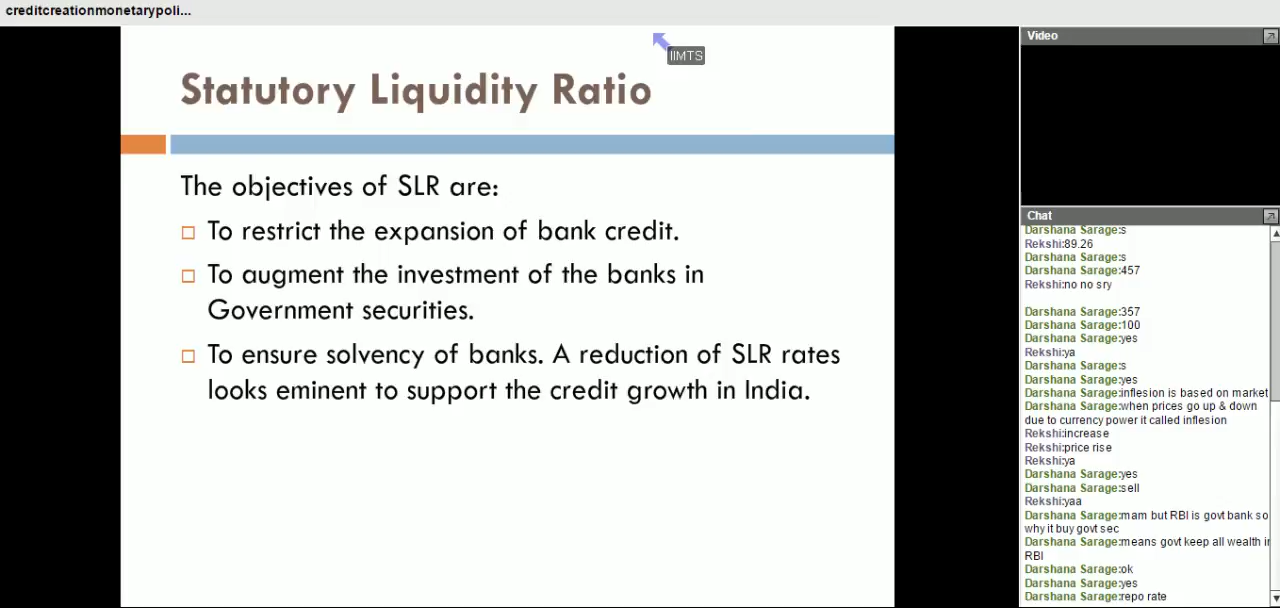 creditcreationmonetarypoli...
IIMTS
Statutory Liquidity Ratio
The objectives of SLR are:
To restrict the expansion of bank credit.
To augment the investment of the banks in
Government securities.
To ensure solvency of banks. A reduction of SLR rates
looks eminent to support the credit growth in India.
Video
Chat
Darshana Sarage:s
Rekshi:89.26
Darshana Sarage:s
Darshana Sarage:457
Rekshi:no no sry
Darshana Sarage:357
Darshana Sarage:100
Darshana Sarage:yes
Rekshi:ya
Darshana Sarage:s
Darshana Sarage:yes
Darshana Sarage:inflesion is based on market
Darshana Sarage:when prices go up & down
due to currency power it called inflesion
Rekshi:increase
Rekshi:price rise
Rekshi:ya
Darshana Sarage:yes
Darshana Sarage:sell
Rekshi:yaa
Darshana Sarage:mam but RBI is govt bank so
why it buy govt sec
Darshana Sarage:means govt keep all wealth in
RBI
Darshana Sarage:ok
Darshana Sarage:yes
Darshana Sarage:repo rate